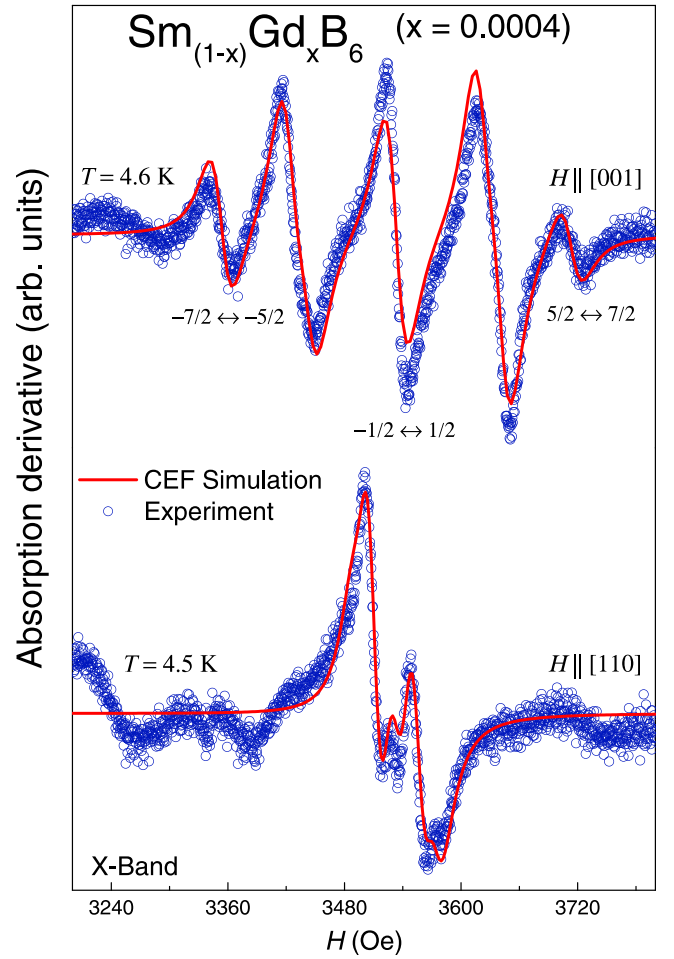 Sm(1-x)GdxB6 (x = 0.0004)
T = 4.6 K
H || [001]
−7/2 ↔ −5/2
5/2 ↔ 7/2
−1/2 ↔ 1/2
CEF Simulation
Experiment
T = 4.5 K
H || [110]
X-Band
3240 3360 3480 3600 3720
H (Oe)
Absorption derivative (arb. units)